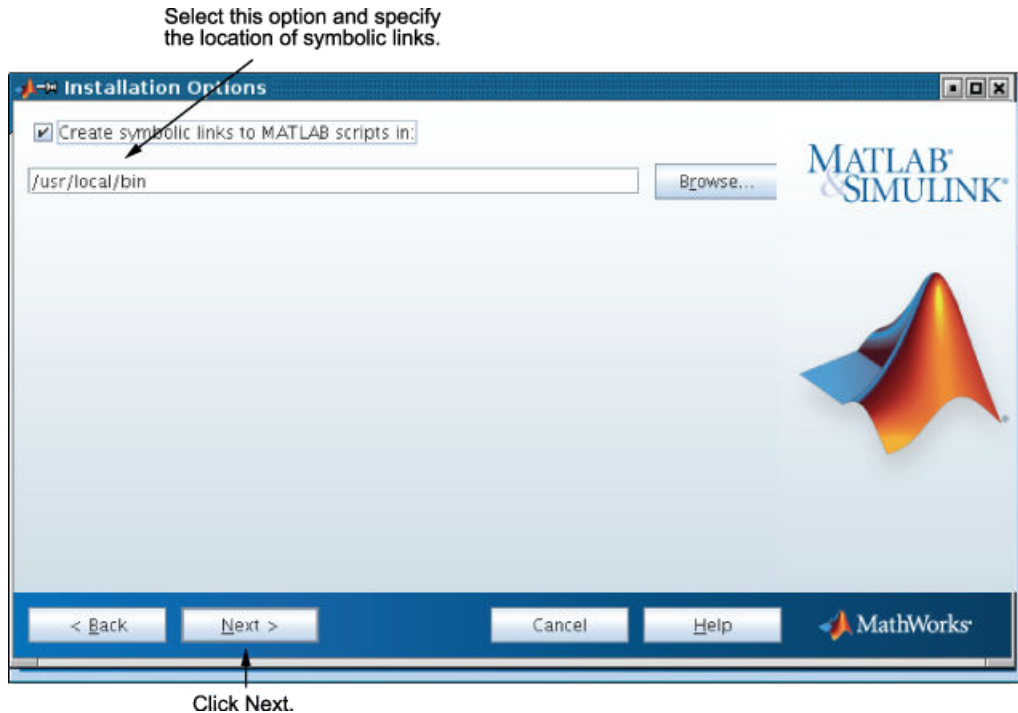 Select this option and specify
the location of symbolic links.
Installation Options
Create symbolic links to MATLAB scripts in:
/usr/local/bin
Browse...
MATLAB®
&SIMULINK®
< Back
Next >
Cancel
Help
MathWorks®
Click Next.